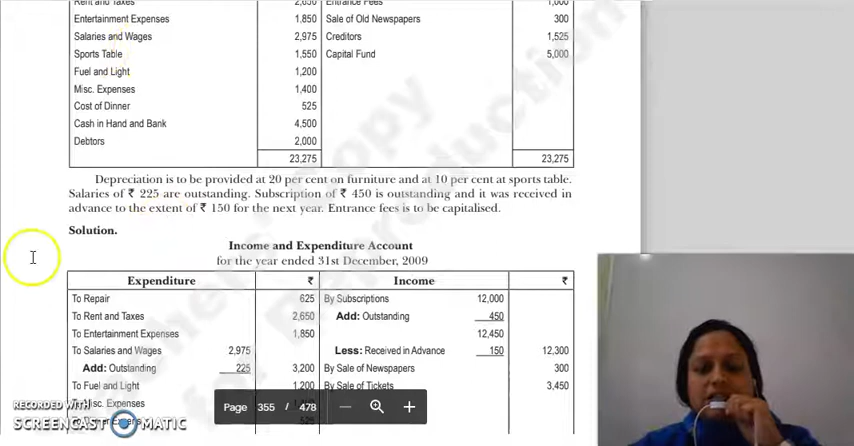 Rent and Taxes 2,650 Entrance Fees 1,000
Entertainment Expenses 1,850 Sale of Old Newspapers 300
Salaries and Wages 2,975 Creditors 1,525
Sports Table 1,550 Capital Fund 5,000
Fuel and Light 1,200
Misc. Expenses 1,400
Cost of Dinner 525
Cash in Hand and Bank 4,500
Debtors 2,000
23,275 23,275
Depreciation is to be provided at 20 per cent on furniture and at 10 per cent at sports table.
Salaries of ₹ 225 are outstanding. Subscription of ₹ 450 is outstanding and it was received in
advance to the extent of ₹ 150 for the next year. Entrance fees is to be capitalised.
Solution.
Income and Expenditure Account
for the year ended 31st December, 2009
Expenditure ₹ Income ₹
To Repair 625 By Subscriptions 12,000
To Rent and Taxes 2,650 Add: Outstanding 450
To Entertainment Expenses 1,850 12,450
To Salaries and Wages 2,975 Less: Received in Advance 150 12,300
Add: Outstanding 225 3,200 By Sale of Newspapers 300
To Fuel and Light 1,200 By Sale of Tickets 3,450
To Misc. Expenses
Page 355 / 478
RECORDED WITH
SCREENCAST MATIC